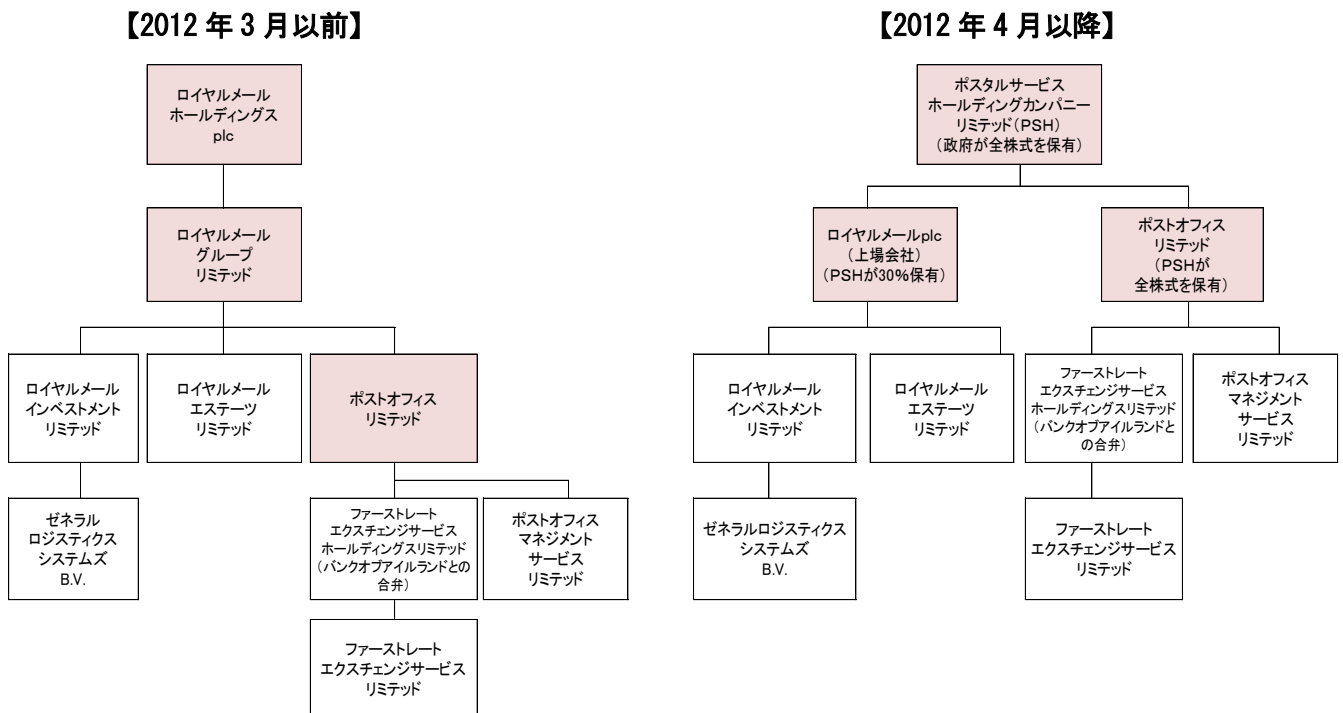 【2012 年 3 月以前】
ロイヤルメール
ホールディングス
plc
ロイヤルメール
グループ
リミテッド
ロイヤルメール
インベストメント
リミテッド
ロイヤルメール
エステーツ
リミテッド
ポストオフィス
リミテッド
ゼネラル
ロジスティクス
システムズ
B.V.
ファーストレート
エクスチェンジサービス
ホールディングスリミテッド
（バンクオブアイルランドとの
合弁）
ポストオフィス
マネジメント
サービス
リミテッド
ファーストレート
エクスチェンジサービス
リミテッド
【2012 年 4 月以降】
ポスタルサービス
ホールディングカンパニー
リミテッド（PSH）
（政府が全株式を保有）
ロイヤルメールplc
（上場会社）
（PSHが30％保有）
ポストオフィス
リミテッド
（PSHが
全株式を保有）
ロイヤルメール
インベストメント
リミテッド
ロイヤルメール
エステーツ
リミテッド
ファーストレート
エクスチェンジサービス
ホールディングスリミテッド
（バンクオブアイルランドと
の合弁）
ポストオフィス
マネジメント
サービス
リミテッド
ゼネラルロジスティクス
システムズ
B.V.
ファーストレート
エクスチェンジサービス
リミテッド